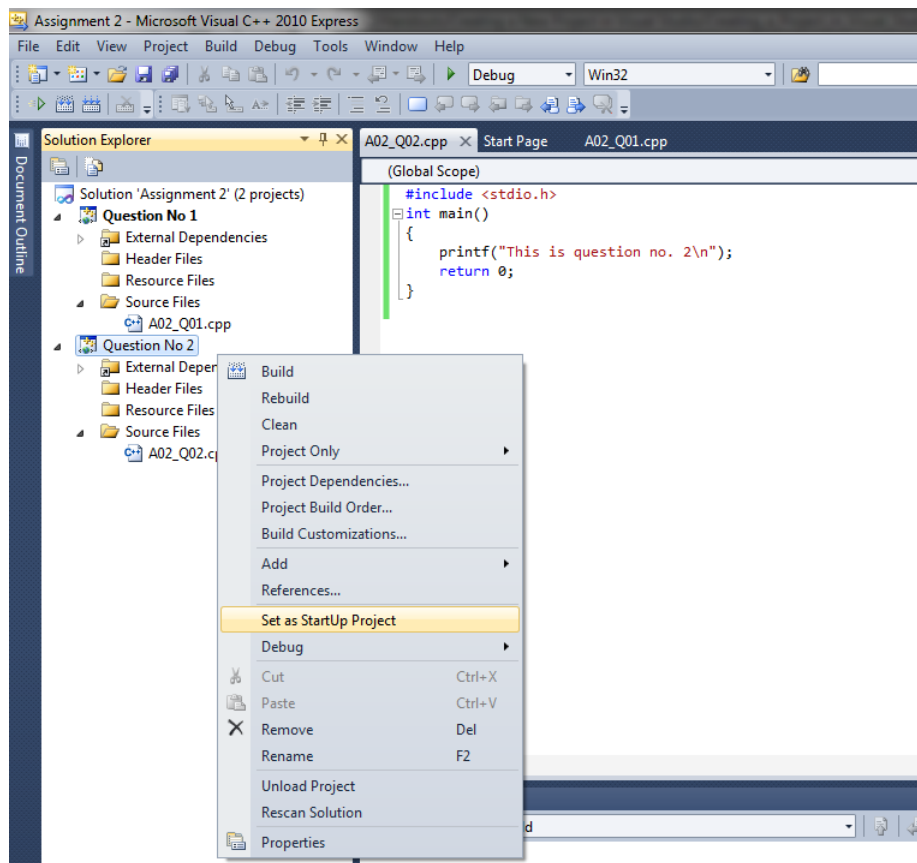 Assignment 2 - Microsoft Visual C++ 2010 Express
File Edit View Project Build Debug Tools Window Help
Debug Win32
Document Outline
Solution Explorer
A02_Q02.cpp Start Page A02_Q01.cpp
(Global Scope)
Solution 'Assignment 2' (2 projects)
Question No 1
External Dependencies
Header Files
Resource Files
Source Files
A02_Q01.cpp
Question No 2
External Deper
Header Files
Resource Files
Source Files
A02_Q02.c
#include <stdio.h>
int main()
{
printf("This is question no. 2\n");
return 0;
}
Build
Rebuild
Clean
Project Only
Project Dependencies...
Project Build Order...
Build Customizations...
Add
References...
Set as StartUp Project
Debug
Cut Ctrl+X
Paste Ctrl+V
Remove Del
Rename F2
Unload Project
Rescan Solution
Properties
d